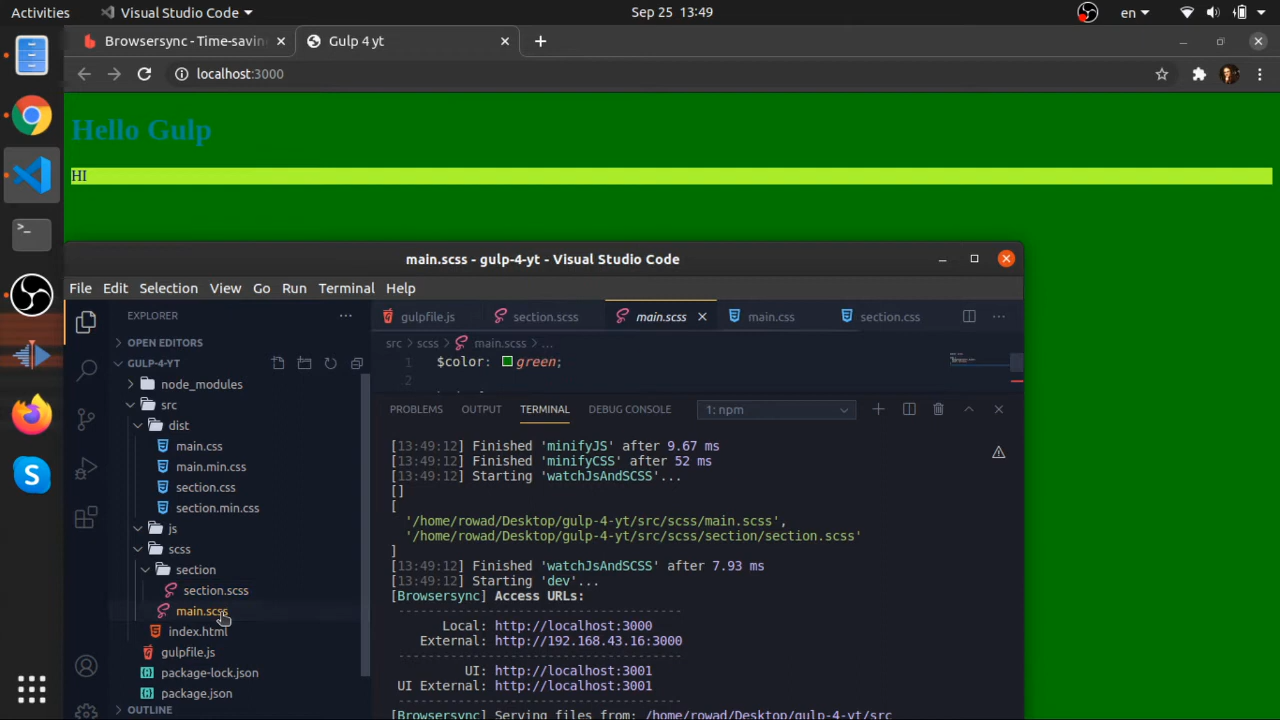 Activities Visual Studio Code Sep 25 13:49 en
Browsersync - Time-savin Gulp 4 yt
localhost:3000
Hello Gulp
HI
main.scss - gulp-4-yt - Visual Studio Code
File Edit Selection View Go Run Terminal Help
EXPLORER
OPEN EDITORS
GULP-4-YT
node_modules
src
dist
main.css
main.min.css
section.css
section.min.css
js
scss
section
section.scss
main.scss
index.html
gulpfile.js
package-lock.json
package.json
OUTLINE
gulpfile.js section.scss main.scss main.css section.css
src > scss > main.scss > ...
1 $color: green;
2
PROBLEMS OUTPUT TERMINAL DEBUG CONSOLE 1: npm
[13:49:12] Finished 'minifyJS' after 9.67 ms
[13:49:12] Finished 'minifyCSS' after 52 ms
[13:49:12] Starting 'watchJsAndSCSS'...
[]
[
'/home/rowad/Desktop/gulp-4-yt/src/scss/main.scss',
'/home/rowad/Desktop/gulp-4-yt/src/scss/section/section.scss'
]
[13:49:12] Finished 'watchJsAndSCSS' after 7.93 ms
[13:49:12] Starting 'dev'...
[Browsersync] Access URLs:
--------------------------------------
Local: http://localhost:3000
External: http://192.168.43.16:3000
--------------------------------------
UI: http://localhost:3001
UI External: http://localhost:3001
--------------------------------------
[Browsersync] Serving files from: /home/rowad/Desktop/gulp-4-yt/src